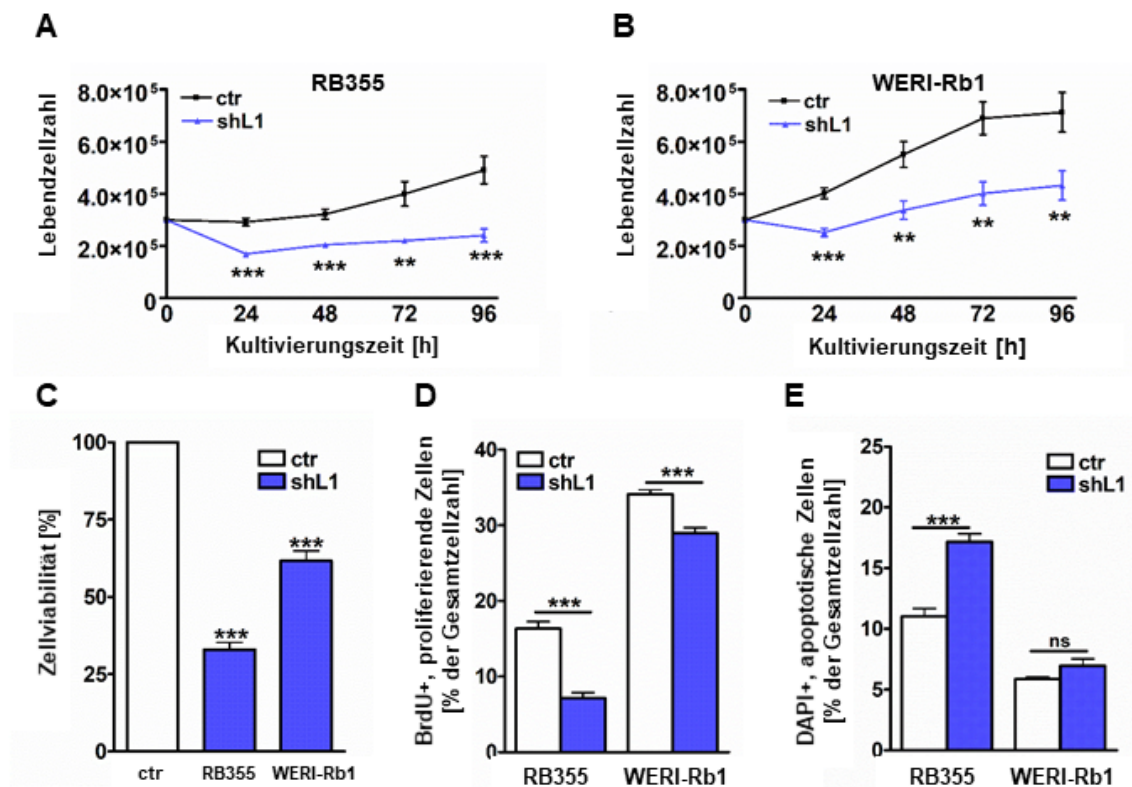 A
RB355
ctr
shL1
Lebendzellzahl
8.0×10⁵
6.0×10⁵
4.0×10⁵
2.0×10⁵
0
*** *** ** ***
0 24 48 72 96
Kultivierungszeit [h]
B
WERI-Rb1
ctr
shL1
Lebendzellzahl
8.0×10⁵
6.0×10⁵
4.0×10⁵
2.0×10⁵
0
*** ** ** **
0 24 48 72 96
Kultivierungszeit [h]
C
Zellviabilität [%]
100
75
50
25
0
ctr
shL1
*** ***
ctr RB355 WERI-Rb1
D
BrdU+, proliferierende Zellen
[% der Gesamtzellzahl]
40
30
20
10
0
ctr
shL1
*** ***
RB355 WERI-Rb1
E
DAPI+, apoptotische Zellen
[% der Gesamtzellzahl]
25
20
15
10
5
0
ctr
shL1
*** ns
RB355 WERI-Rb1